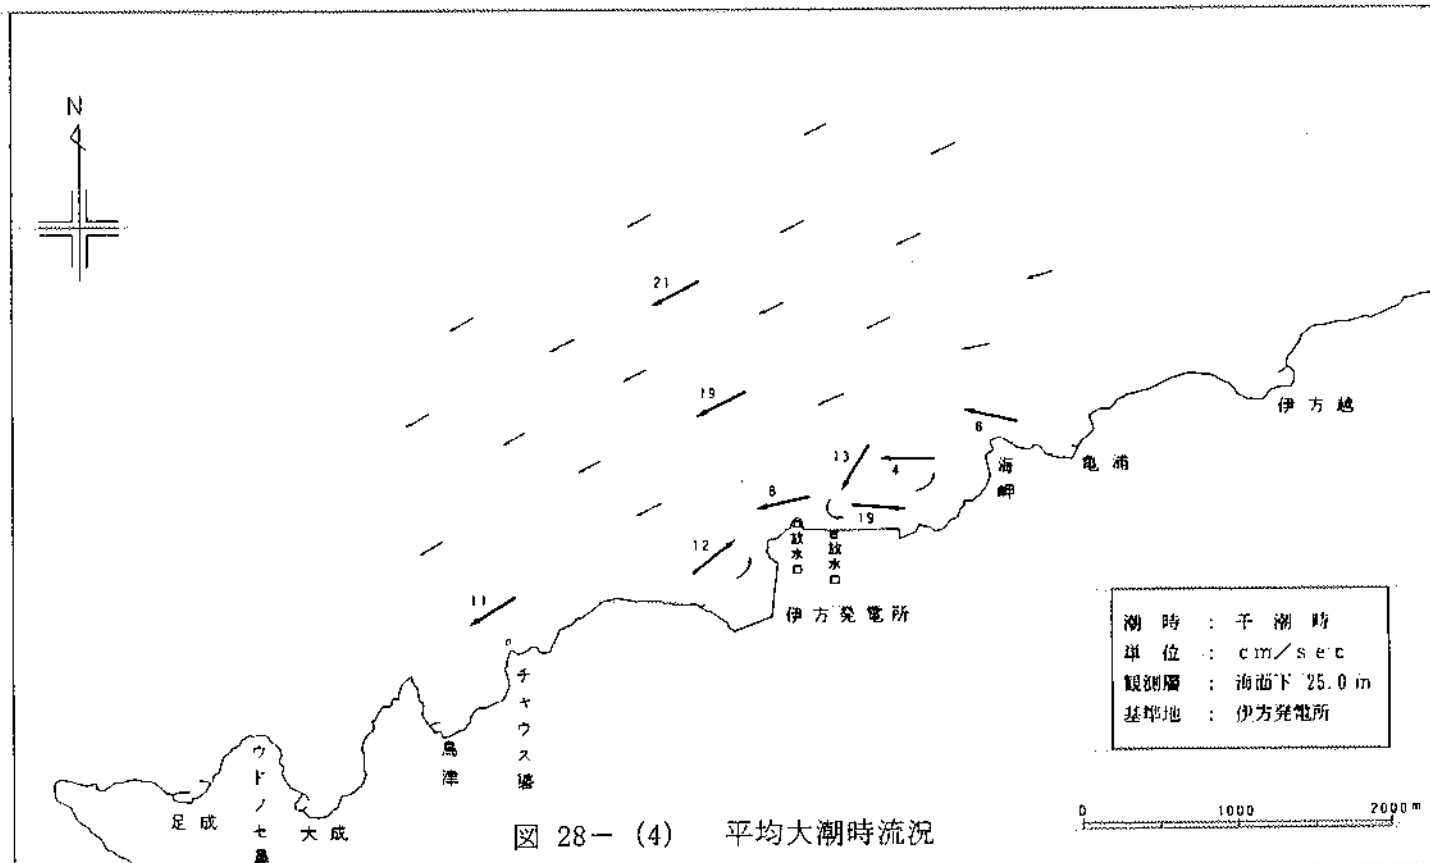 N
21
19
13
6
4
8
19
12
11
伊方越
亀浦
海岬
放水口
放水口
伊方発電所
チャウス碆
鳥津
ウドノセ鼻
足成
大成
潮時 : 干潮時
単位 : cm/sec
観測層 : 海面下 25.0 m
基準地 : 伊方発電所
0 1000 2000m
図 28-(4) 平均大潮時流況